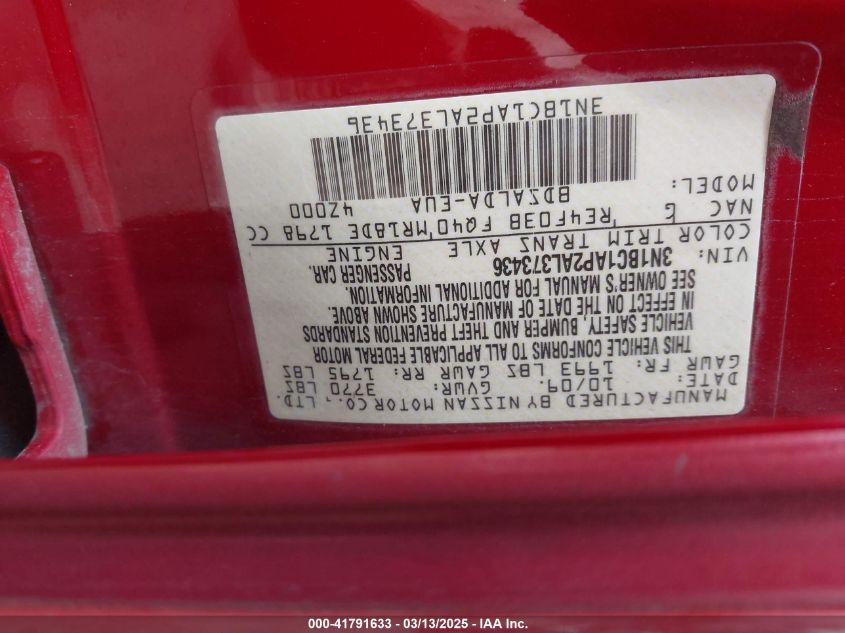 MANUFACTURED BY NISSAN MOTOR CO., LTD.
DATE: 10/09. GVWR: 3770 LBS
GAWR FR: 1993 LBS GAWR RR: 1795 LBS
THIS VEHICLE CONFORMS TO ALL APPLICABLE FEDERAL MOTOR
VEHICLE SAFETY, BUMPER AND THEFT PREVENTION STANDARDS
IN EFFECT ON THE DATE OF MANUFACTURE SHOWN ABOVE.
SEE OWNER'S MANUAL FOR ADDITIONAL INFORMATION.
VIN: 3N1BC1AP2AL373436 PASSENGER CAR.
COLOR TRIM TRANS AXLE ENGINE
NAC G RE4F03B FQ40 MR18DE 1798 CC
MODEL: BDZALDA-EUA 4Z000
3N1BC1AP2AL373436
000-41791633 — 03/13/2025 — IAA Inc.